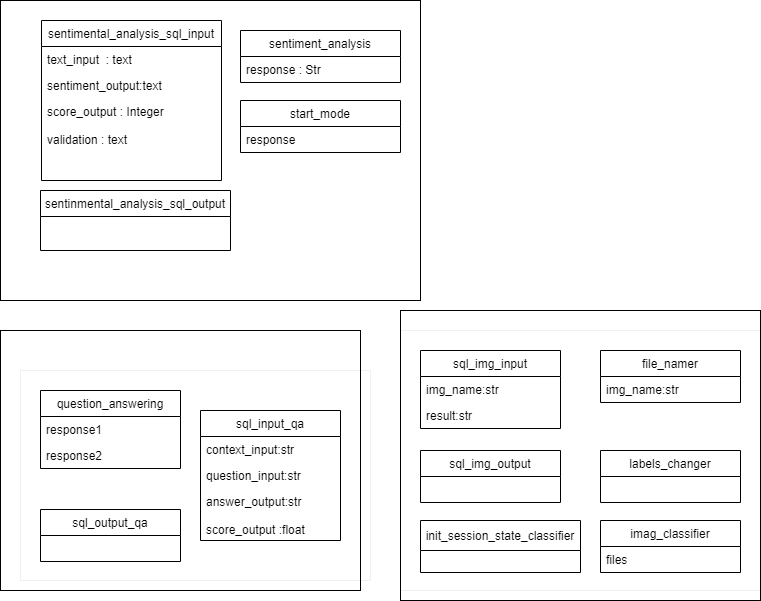 sentimental_analysis_sql_input
text_input : text
sentiment_output:text
score_output : Integer
validation : text
sentiment_analysis
response : Str
start_mode
response
sentinmental_analysis_sql_output
question_answering
response1
response2
sql_input_qa
context_input:str
question_input:str
answer_output:str
score_output :float
sql_output_qa
sql_img_input
img_name:str
result:str
file_namer
img_name:str
sql_img_output
labels_changer
init_session_state_classifier
imag_classifier
files